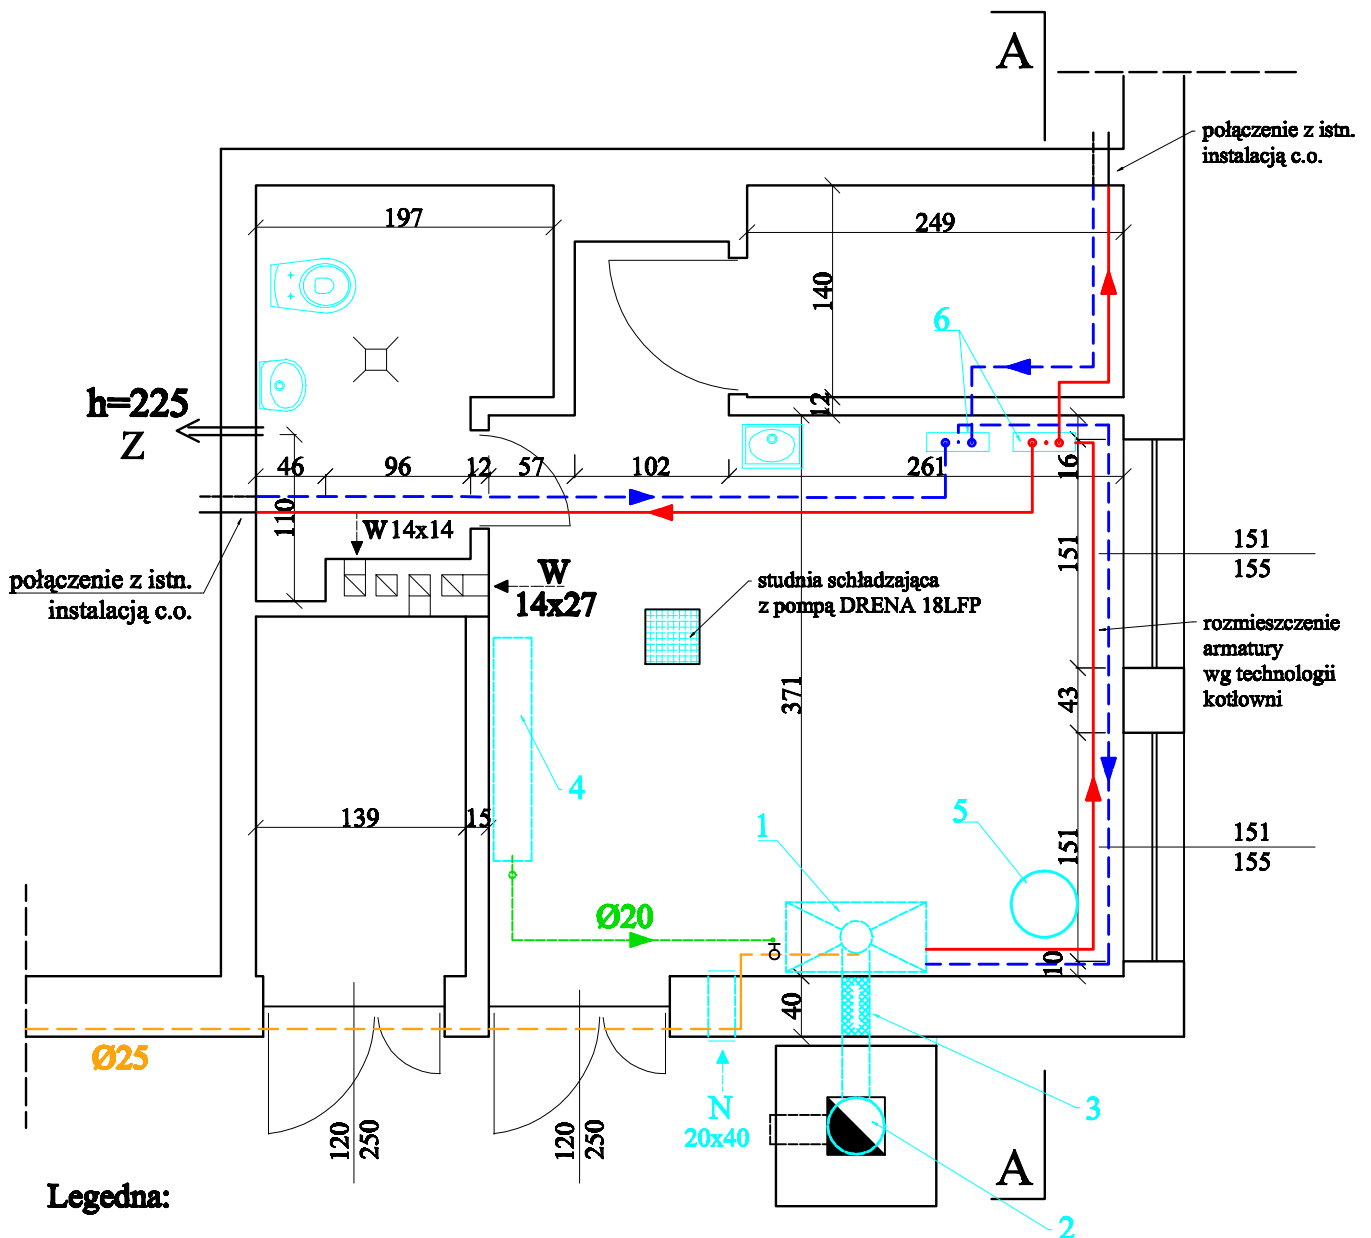 A
połączenie z istn.
instalacją c.o.
197
249
140
6
h=225
Z
12
46
96
12
57
102
261
16
110
W 14x14
151
151
155
połączenie z istn.
instalacją c.o.
W
14x27
studnia schładzająca
z pompą DRENA 18LFP
rozmieszczenie
armatury
wg technologii
kotłowni
371
43
4
139
15
1
5
151
151
155
Ø20
10
40
Ø25
N
20x40
3
120
250
120
250
A
Legedna:
2